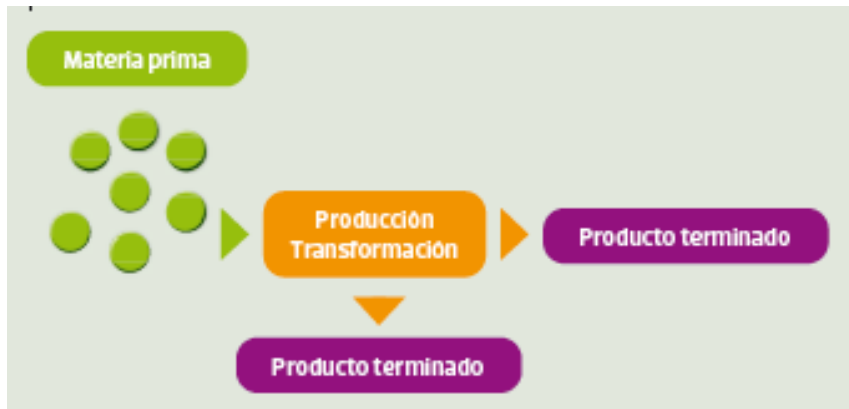 Materia prima
Producción
Transformación
Producto terminado
Producto terminado